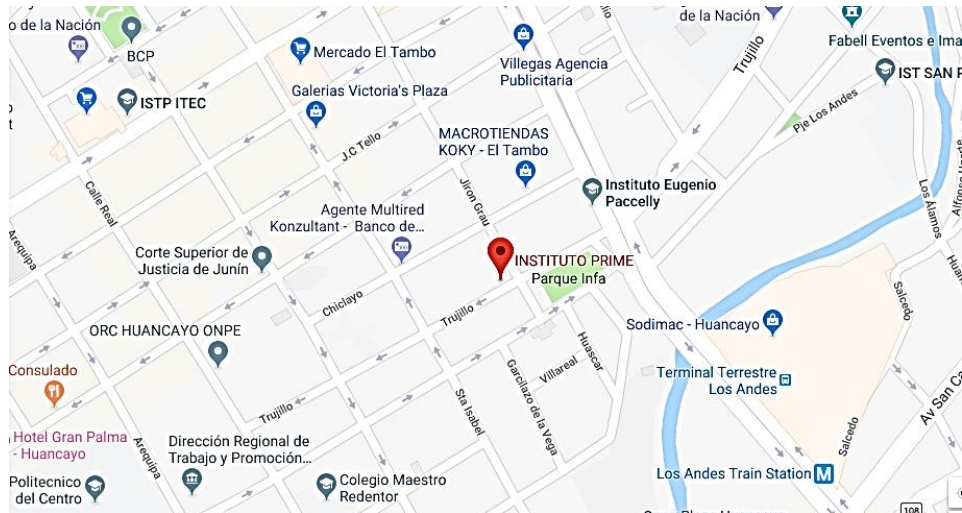 o de la Nación
BCP
Mercado El Tambo
Villegas Agencia
Publicitaria
de la Nación
Fabell Eventos e Ima
Trujillo
IST SAN P
ISTP ITEC
Galerias Victoria's Plaza
Pje Los Andes
J.C Tello
MACROTIENDAS
KOKY - El Tambo
Calle Real
Jiron Grau
Instituto Eugenio
Paccelly
Los Álamos
Arequipa
Agente Multired
Konzultant - Banco de...
Corte Superior de
Justicia de Junín
INSTITUTO PRIME
Parque Infa
Chiclayo
Trujillo
Salcedo
Sodimac - Huancayo
ORC HUANCAYO ONPE
Huascar
Villareal
Garcilazo de la Vega
Consulado
Terminal Terrestre
Los Andes
Sta Isabel
Trujillo
Av San Ca
Hotel Gran Palma
- Huancayo
Arequipa
Dirección Regional de
Trabajo y Promoción...
Salcedo
Politecnico
del Centro
Colegio Maestro
Redentor
Los Andes Train Station
M
108